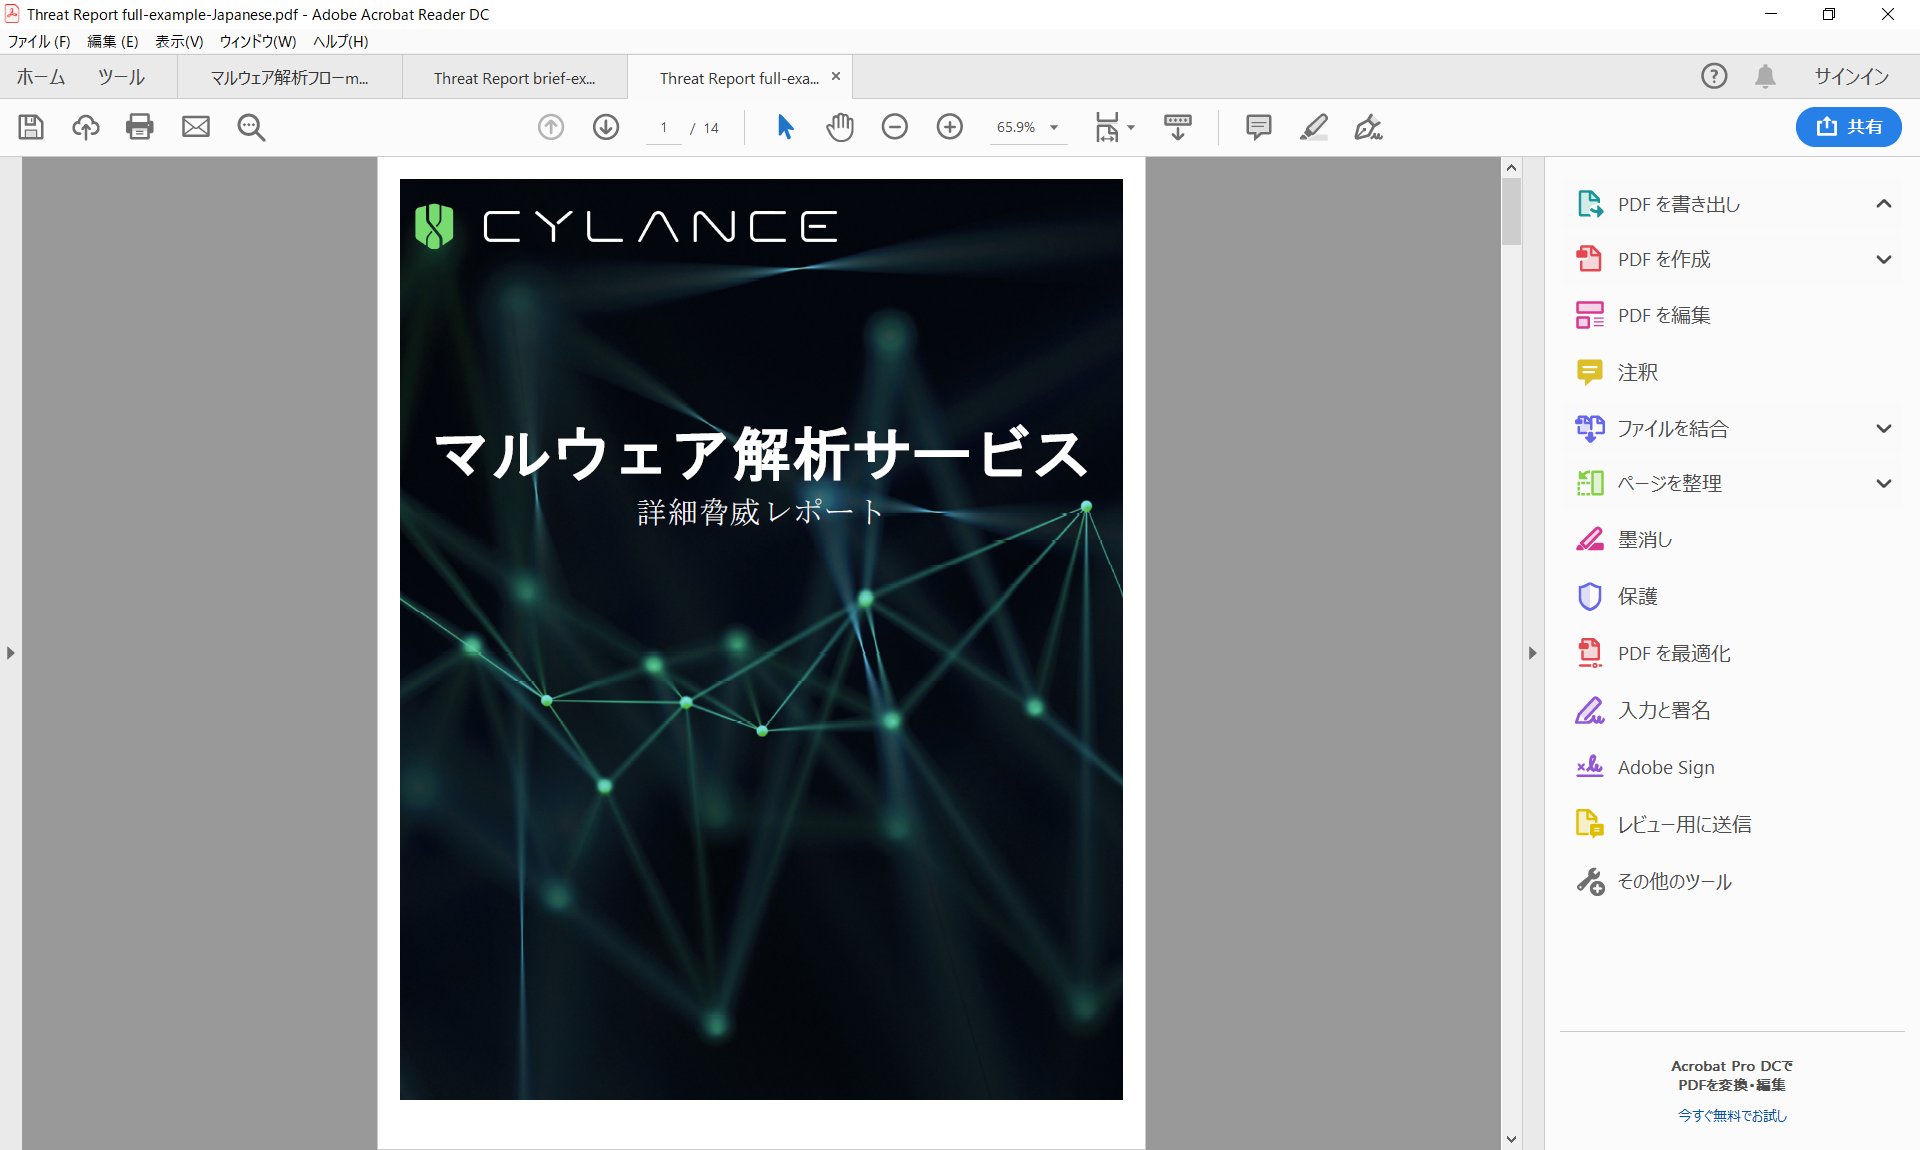 Threat Report full-example-Japanese.pdf - Adobe Acrobat Reader DC
ファイル (F) 編集 (E) 表示(V) ウィンドウ(W) ヘルプ(H)
ホーム ツール マルウェア解析フローm... Threat Report brief-ex... Threat Report full-exa... サインイン
1 / 14 65.9% 共有
CYLANCE
マルウェア解析サービス
詳細脅威レポート
PDF を書き出し
PDF を作成
PDF を編集
注釈
ファイルを結合
ページを整理
墨消し
保護
PDF を最適化
入力と署名
Adobe Sign
レビュー用に送信
その他のツール
Acrobat Pro DCで
PDFを変換・編集
今すぐ無料でお試し